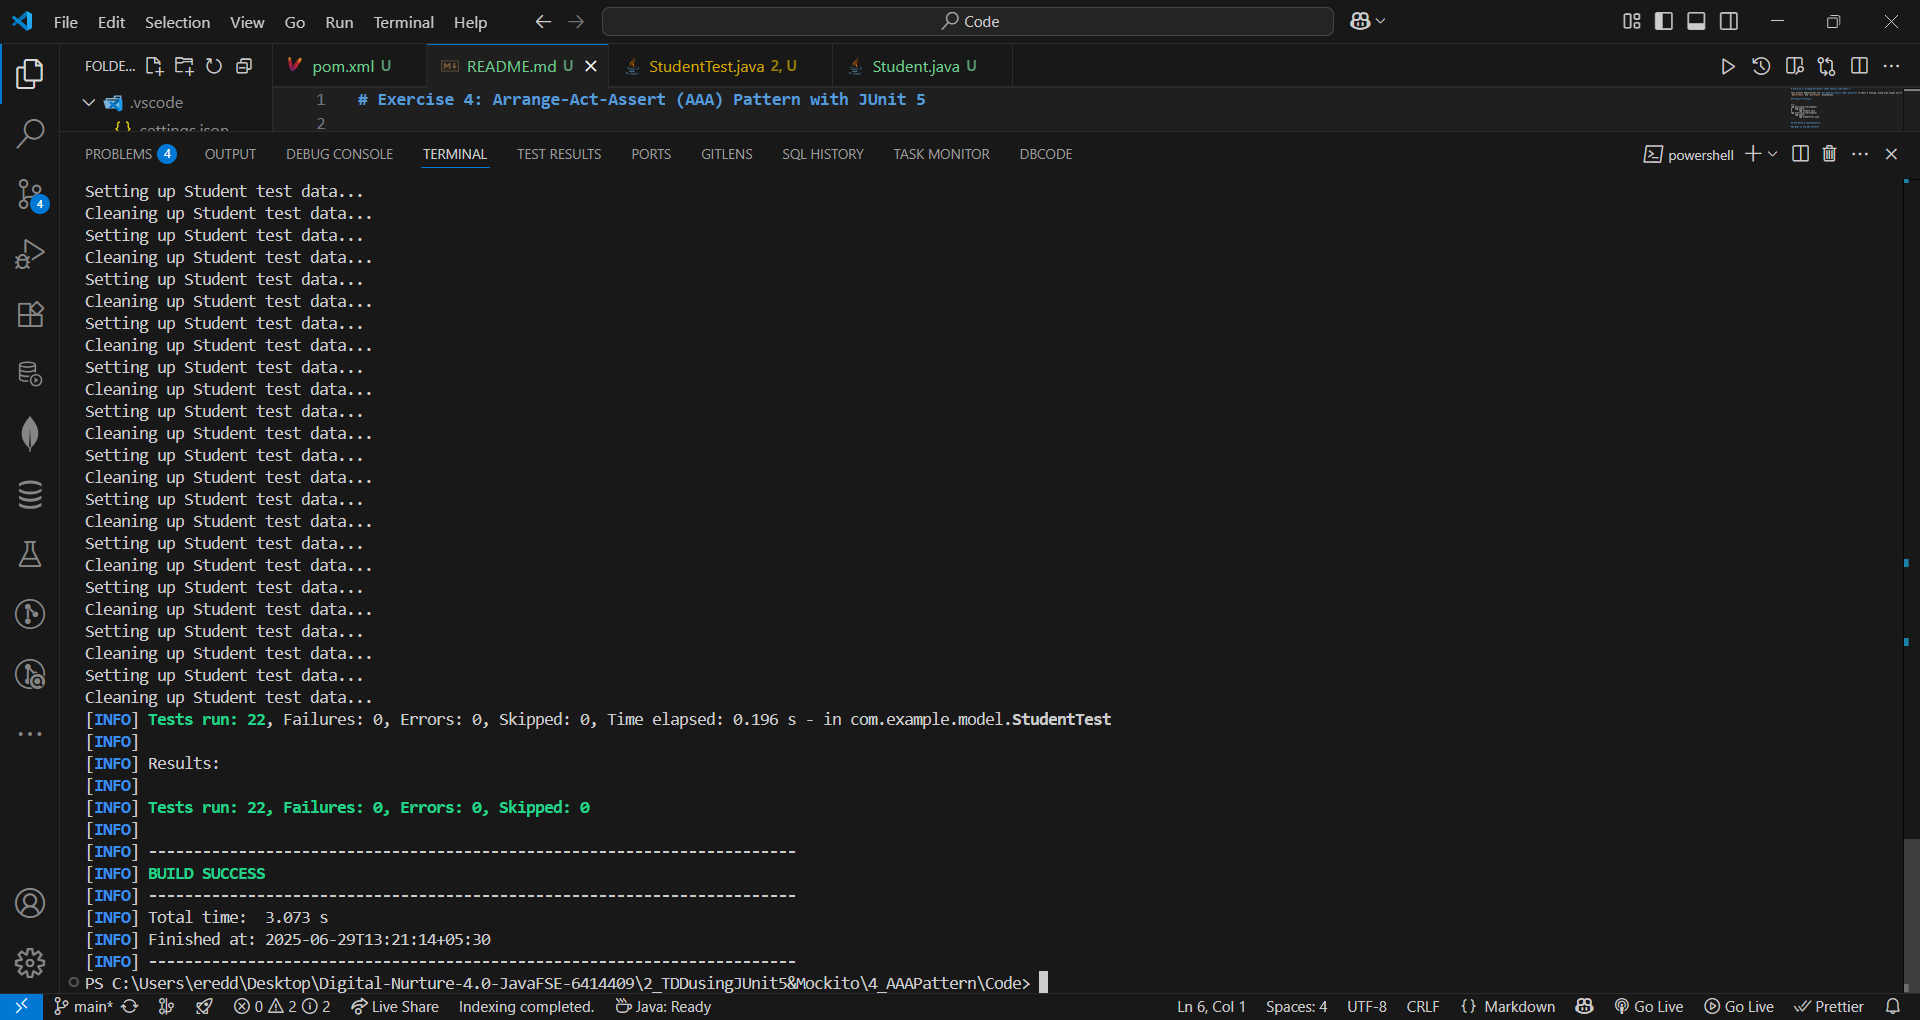 File Edit Selection View Go Run Terminal Help Code
FOLDE... pom.xml U README.md U StudentTest.java 2, U Student.java U
.vscode
1 # Exercise 4: Arrange-Act-Assert (AAA) Pattern with JUnit 5
{} settings.json
2
PROBLEMS 4 OUTPUT DEBUG CONSOLE TERMINAL TEST RESULTS PORTS GITLENS SQL HISTORY TASK MONITOR DBCODE powershell
Setting up Student test data...
Cleaning up Student test data...
Setting up Student test data...
Cleaning up Student test data...
Setting up Student test data...
Cleaning up Student test data...
Setting up Student test data...
Cleaning up Student test data...
Setting up Student test data...
Cleaning up Student test data...
Setting up Student test data...
Cleaning up Student test data...
Setting up Student test data...
Cleaning up Student test data...
Setting up Student test data...
Cleaning up Student test data...
Setting up Student test data...
Cleaning up Student test data...
Setting up Student test data...
Cleaning up Student test data...
Setting up Student test data...
Cleaning up Student test data...
Setting up Student test data...
Cleaning up Student test data...
[INFO] Tests run: 22, Failures: 0, Errors: 0, Skipped: 0, Time elapsed: 0.196 s - in com.example.model.StudentTest
[INFO]
[INFO] Results:
[INFO]
[INFO] Tests run: 22, Failures: 0, Errors: 0, Skipped: 0
[INFO]
[INFO] ------------------------------------------------------------------------
[INFO] BUILD SUCCESS
[INFO] ------------------------------------------------------------------------
[INFO] Total time:  3.073 s
[INFO] Finished at: 2025-06-29T13:21:14+05:30
[INFO] ------------------------------------------------------------------------
PS C:\Users\eredd\Desktop\Digital-Nurture-4.0-JavaFSE-6414409\2_TDDusingJUnit5&Mockito\4_AAAPattern\Code>
4
main* 0 2 2 Live Share Indexing completed. Java: Ready Ln 6, Col 1 Spaces: 4 UTF-8 CRLF {} Markdown Go Live Go Live Prettier